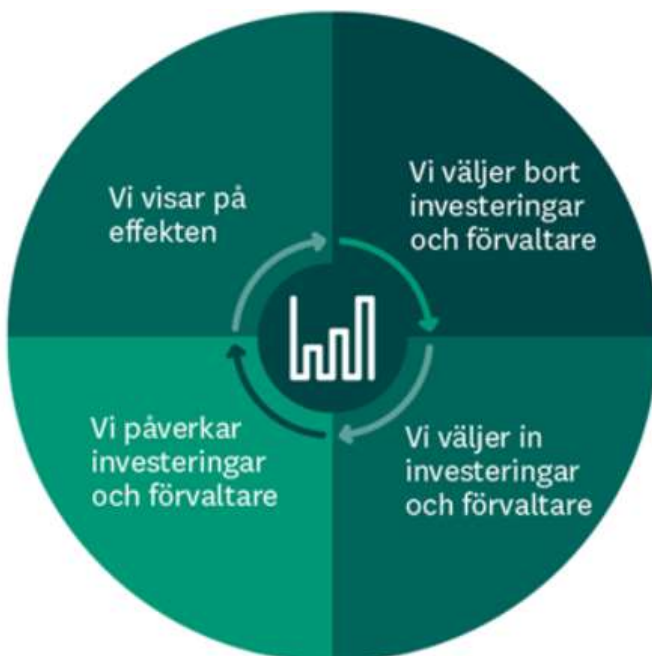 Vi visar på
effekten
Vi väljer bort
investeringar
och förvaltare
Vi påverkar
investeringar
och förvaltare
Vi väljer in
investeringar
och förvaltare